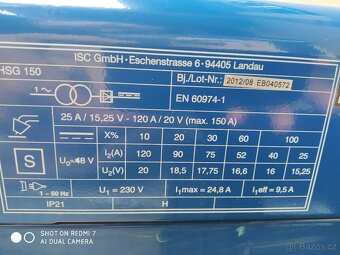 ISC GmbH · Eschenstrasse 6 · 94405 Landau
HSG 150
Bj./Lot-Nr.: 2012/08 EB040572
1~
EN 60974-1
25 A / 15,25 V - 120 A / 20 V (max. 150 A)
X% 10 20 30 60 100
S U₀ 48 V I₂(A) 120 90 75 52 40 25
U₂(V) 20 18,5 17,75 16,6 16 15,25
1 ~ 50 Hz U₁ = 230 V I₁max = 24,8 A I₁eff = 9,5 A
IP21 H
SHOT ON REDMI 7
AI DUAL CAMERA